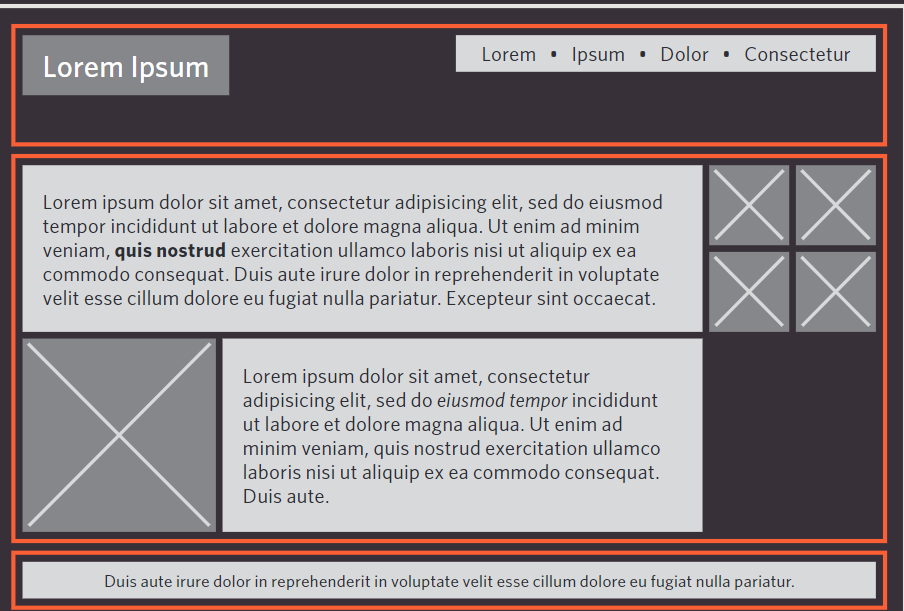 Lorem Ipsum
Lorem • Ipsum • Dolor • Consectetur
Lorem ipsum dolor sit amet, consectetur adipisicing elit, sed do eiusmod
tempor incididunt ut labore et dolore magna aliqua. Ut enim ad minim
veniam, quis nostrud exercitation ullamco laboris nisi ut aliquip ex ea
commodo consequat. Duis aute irure dolor in reprehenderit in voluptate
velit esse cillum dolore eu fugiat nulla pariatur. Excepteur sint occaecat.
Lorem ipsum dolor sit amet, consectetur
adipisicing elit, sed do eiusmod tempor incididunt
ut labore et dolore magna aliqua. Ut enim ad
minim veniam, quis nostrud exercitation ullamco
laboris nisi ut aliquip ex ea commodo consequat.
Duis aute.
Duis aute irure dolor in reprehenderit in voluptate velit esse cillum dolore eu fugiat nulla pariatur.